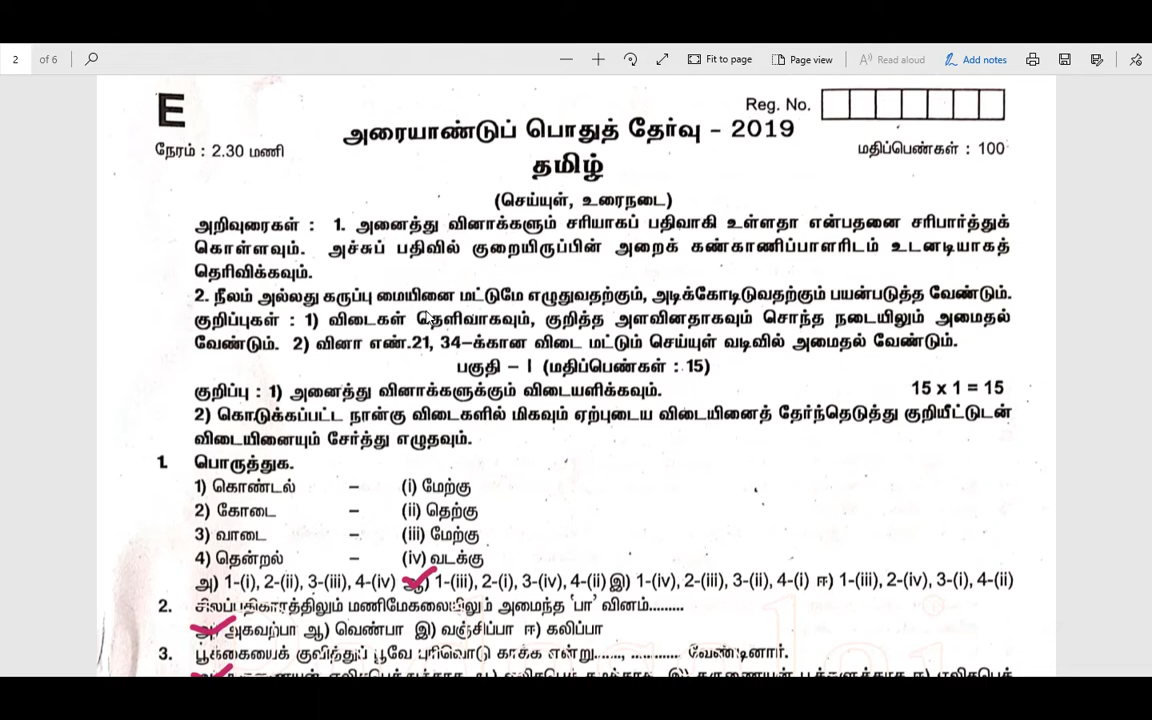 2 of 6 Fit to page Page view Read aloud Add notes
E
Reg. No.
அரையாண்டுப் பொதுத் தேர்வு - 2019
நேரம் : 2.30 மணி
மதிப்பெண்கள் : 100
தமிழ்
(செய்யுள், உரைநடை)
அறிவுரைகள் : 1. அனைத்து வினாக்களும் சரியாகப் பதிவாகி உள்ளதா என்பதனை சரிபார்த்துக்
கொள்ளவும். அச்சுப் பதிவில் குறையிருப்பின் அறைக் கண்காணிப்பாளரிடம் உடனடியாகத்
தெரிவிக்கவும்.
2. நீலம் அல்லது கருப்பு மையினை மட்டுமே எழுதுவதற்கும், அடிக்கோடிடுவதற்கும் பயன்படுத்த வேண்டும்.
குறிப்புகள் : 1) விடைகள் தெளிவாகவும், குறித்த அளவினதாகவும் சொந்த நடையிலும் அமைதல்
வேண்டும். 2) வினா எண்.21, 34-க்கான விடை மட்டும் செய்யுள் வடிவில் அமைதல் வேண்டும்.
பகுதி - I (மதிப்பெண்கள் : 15)
குறிப்பு : 1) அனைத்து வினாக்களுக்கும் விடையளிக்கவும். 15 x 1 = 15
2) கொடுக்கப்பட்ட நான்கு விடைகளில் மிகவும் ஏற்புடைய விடையினைத் தேர்ந்தெடுத்து குறியீட்டுடன்
விடையினையும் சேர்த்து எழுதவும்.
1. பொருத்துக.
1) கொண்டல் - (i) மேற்கு
2) கோடை - (ii) தெற்கு
3) வாடை - (iii) மேற்கு
4) தென்றல் - (iv) வடக்கு
அ) 1-(i), 2-(ii), 3-(iii), 4-(iv) ஆ) 1-(iii), 2-(i), 3-(iv), 4-(ii) இ) 1-(iv), 2-(iii), 3-(ii), 4-(i) ஈ) 1-(iii), 2-(iv), 3-(i), 4-(ii)
2. சிலப்பதிகாரத்திலும் மணிமேகலையிலும் அமைந்த 'பா' வினம்.........
அ) அகவற்பா ஆ) வெண்பா இ) வஞ்சிப்பா ஈ) கலிப்பா
3. பூக்கையைக் குவித்துப் பூவே புரிவொடு காக்க என்று......, ............ வேண்டினார்.